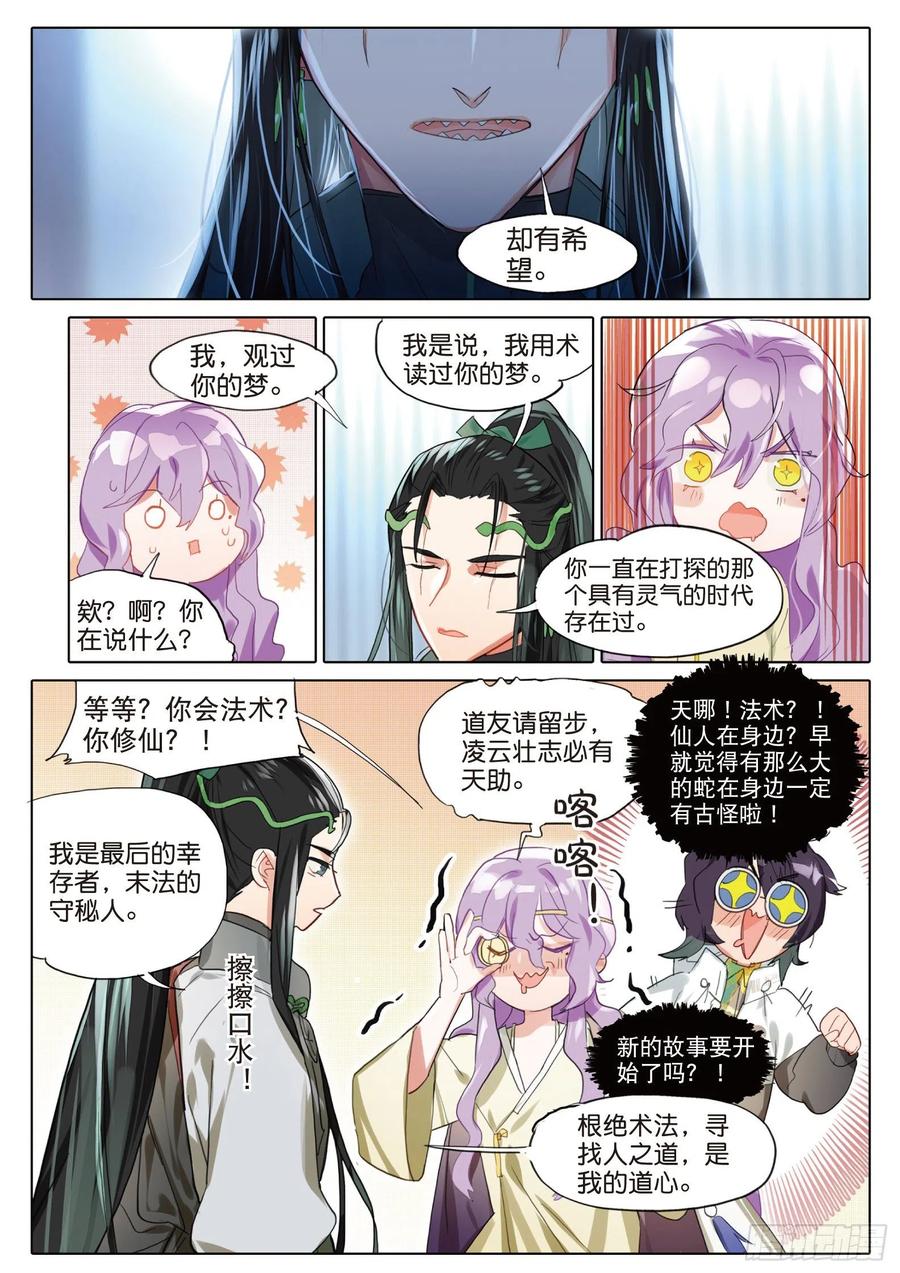 却有希
望。
我，观过
你的梦。
欸？啊？你
在说什么？
我是说，我用术
读过你的梦。
你一直在打探的那
个具有灵气的时代
存在过。
等等？你会法术？
你修仙？！
我是最后的幸
存者，末法的
守秘人。
擦擦口水！
道友请留步，
凌云壮志必有
天助。
喀喀！
天哪！法术？！
仙人在身边？早
就觉得有那么大
的蛇在身边一定
有古怪啦！
新的故事要开
始了吗？！
根绝术法，寻
找人之道，是
我的道心。